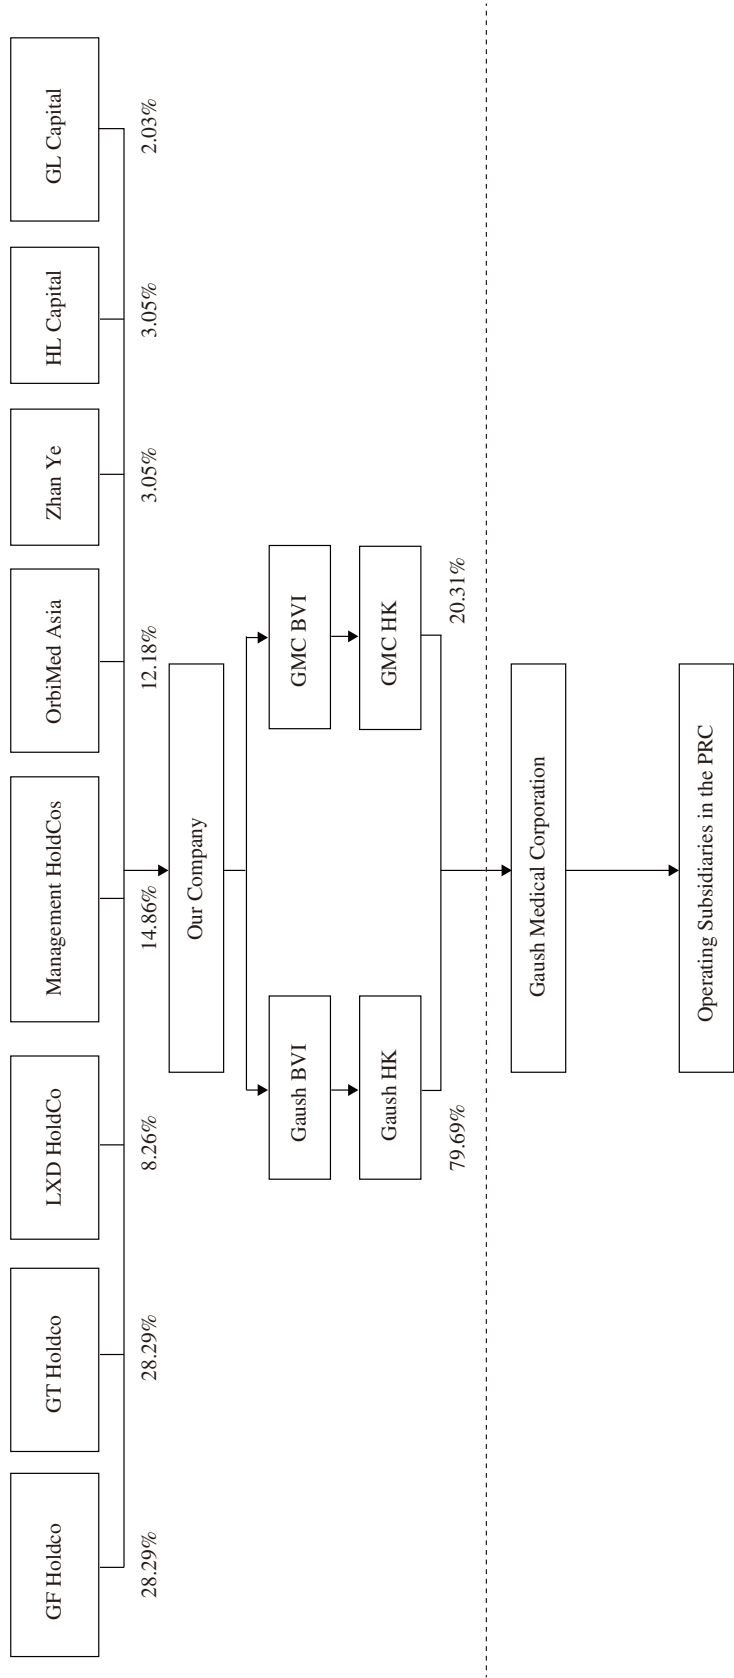 GF Holdco
GT Holdco
LXD HoldCo
Management HoldCos
OrbiMed Asia
Zhan Ye
HL Capital
GL Capital
28.29%
28.29%
8.26%
14.86%
12.18%
3.05%
3.05%
2.03%
Our Company
Gaush BVI
GMC BVI
Gaush HK
GMC HK
79.69%
20.31%
Gaush Medical Corporation
Operating Subsidiaries in the PRC